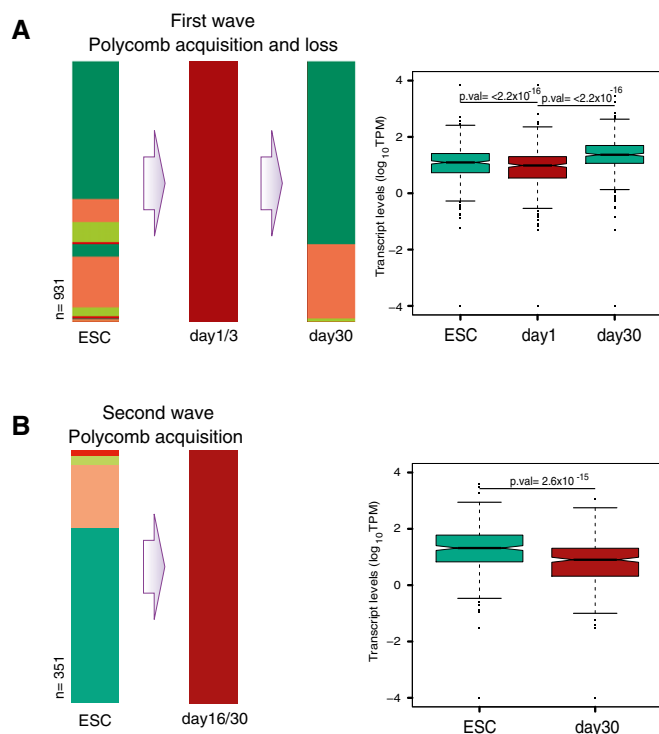 A
First wave
Polycomb acquisition and loss
n= 931
ESC
day1/3
day30
Transcript levels (log10TPM)
4
2
0
−2
−4
p.val= <2.2x10-16
p.val= <2.2x10-16
ESC
day1
day30
B
Second wave
Polycomb acquisition
n= 351
ESC
day16/30
Transcript levels (log10TPM)
4
2
0
−2
−4
p.val= 2.6x10 -15
ESC
day30